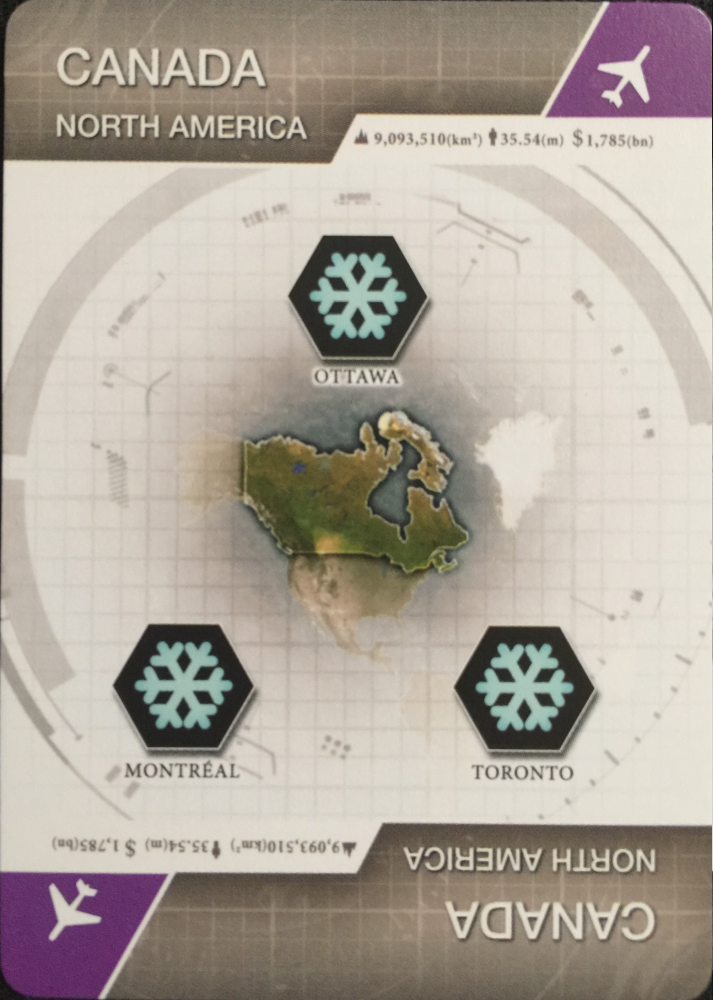 CANADA
NORTH AMERICA
9,093,510(km²) 35.54(m) $1,785(bn)
OTTAWA
MONTRÉAL
TORONTO
9,093,510(km²) 35.54(m) $1,785(bn)
NORTH AMERICA
CANADA